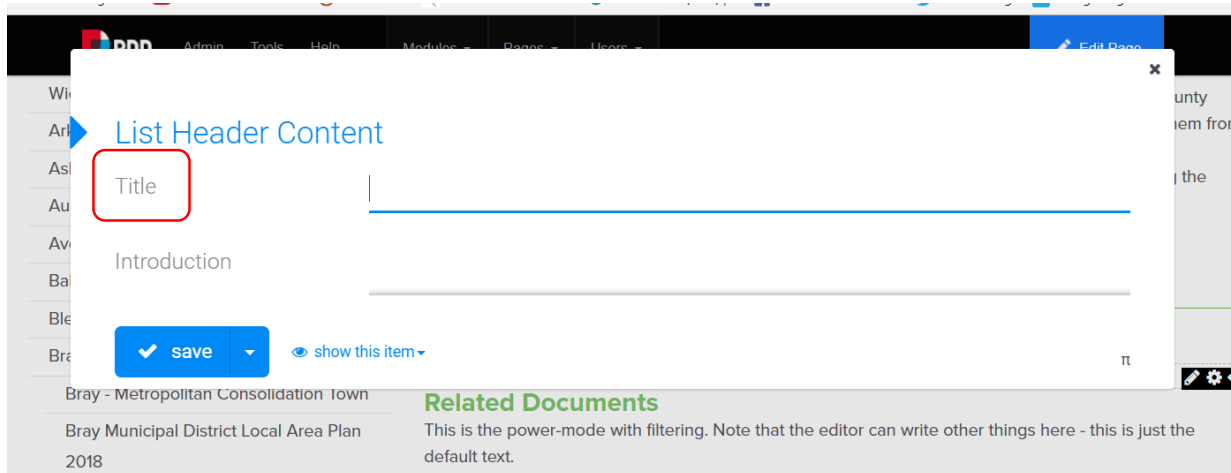 Admin Tools Help Modules Pages Users Edit Page
unty
List Header Content
Title
the
Introduction
save show this item
π
Bray - Metropolitan Consolidation Town
Related Documents
Bray Municipal District Local Area Plan
2018
This is the power-mode with filtering. Note that the editor can write other things here - this is just the
default text.